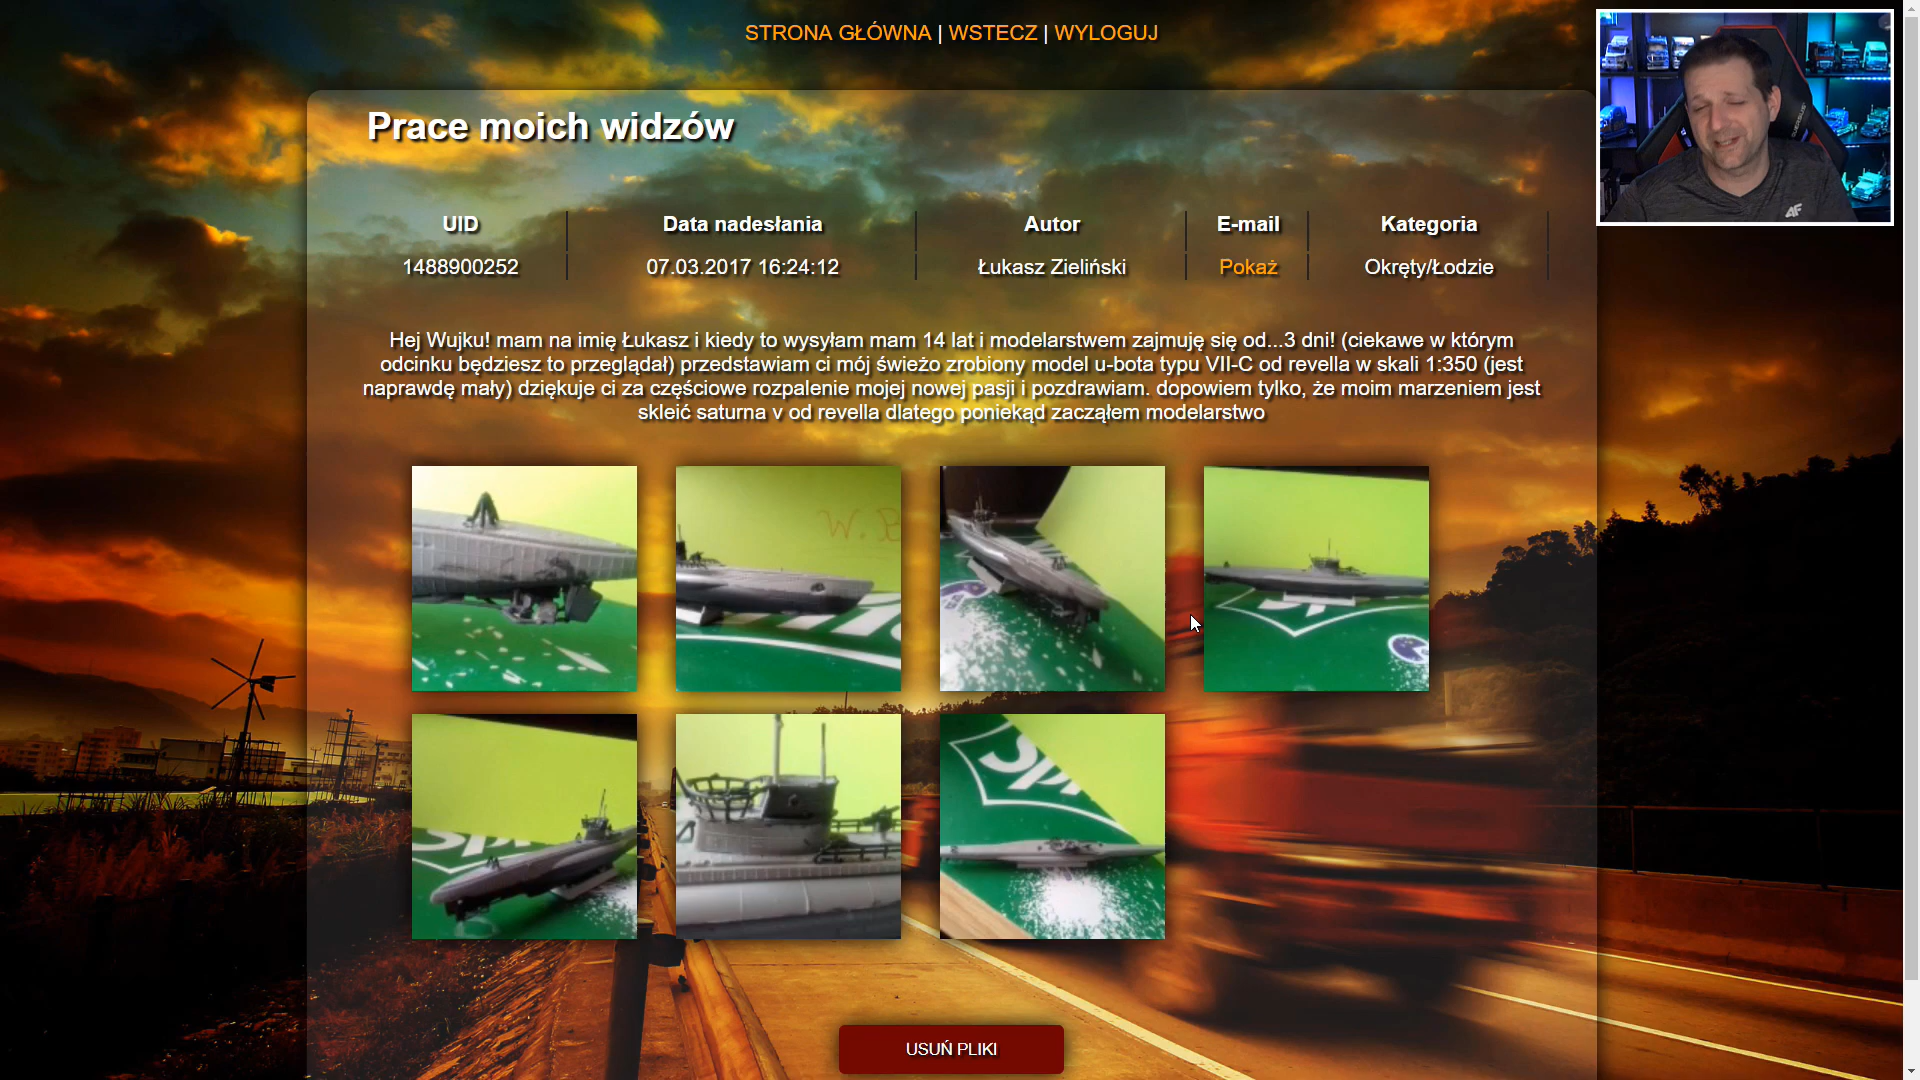 STRONA GŁÓWNA | WSTECZ | WYLOGUJ
Prace moich widzów
UID Data nadesłania Autor E-mail Kategoria
1488900252 07.03.2017 16:24:12 Łukasz Zieliński Pokaż Okręty/Łodzie
Hej Wujku! mam na imię Łukasz i kiedy to wysyłam mam 14 lat i modelarstwem zajmuję się od...3 dni! (ciekawe w którym
odcinku będziesz to przeglądał) przedstawiam ci mój świeżo zrobiony model u-bota typu VII-C od revella w skali 1:350 (jest
naprawdę mały) dziękuje ci za częściowe rozpalenie mojej nowej pasji i pozdrawiam. dopowiem tylko, że moim marzeniem jest
skleić saturna v od revella dlatego poniekąd zacząłem modelarstwo
W. B
USUŃ PLIKI